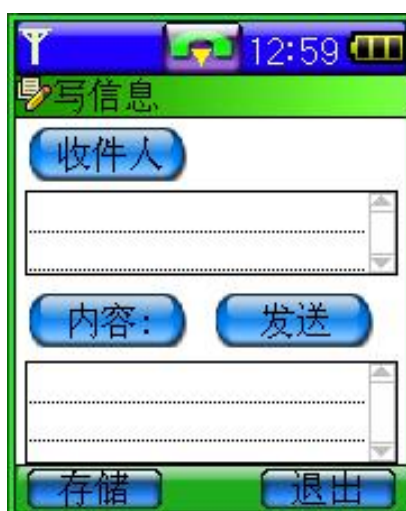 12:59
写信息
收件人
内容: 发送
存储 退出